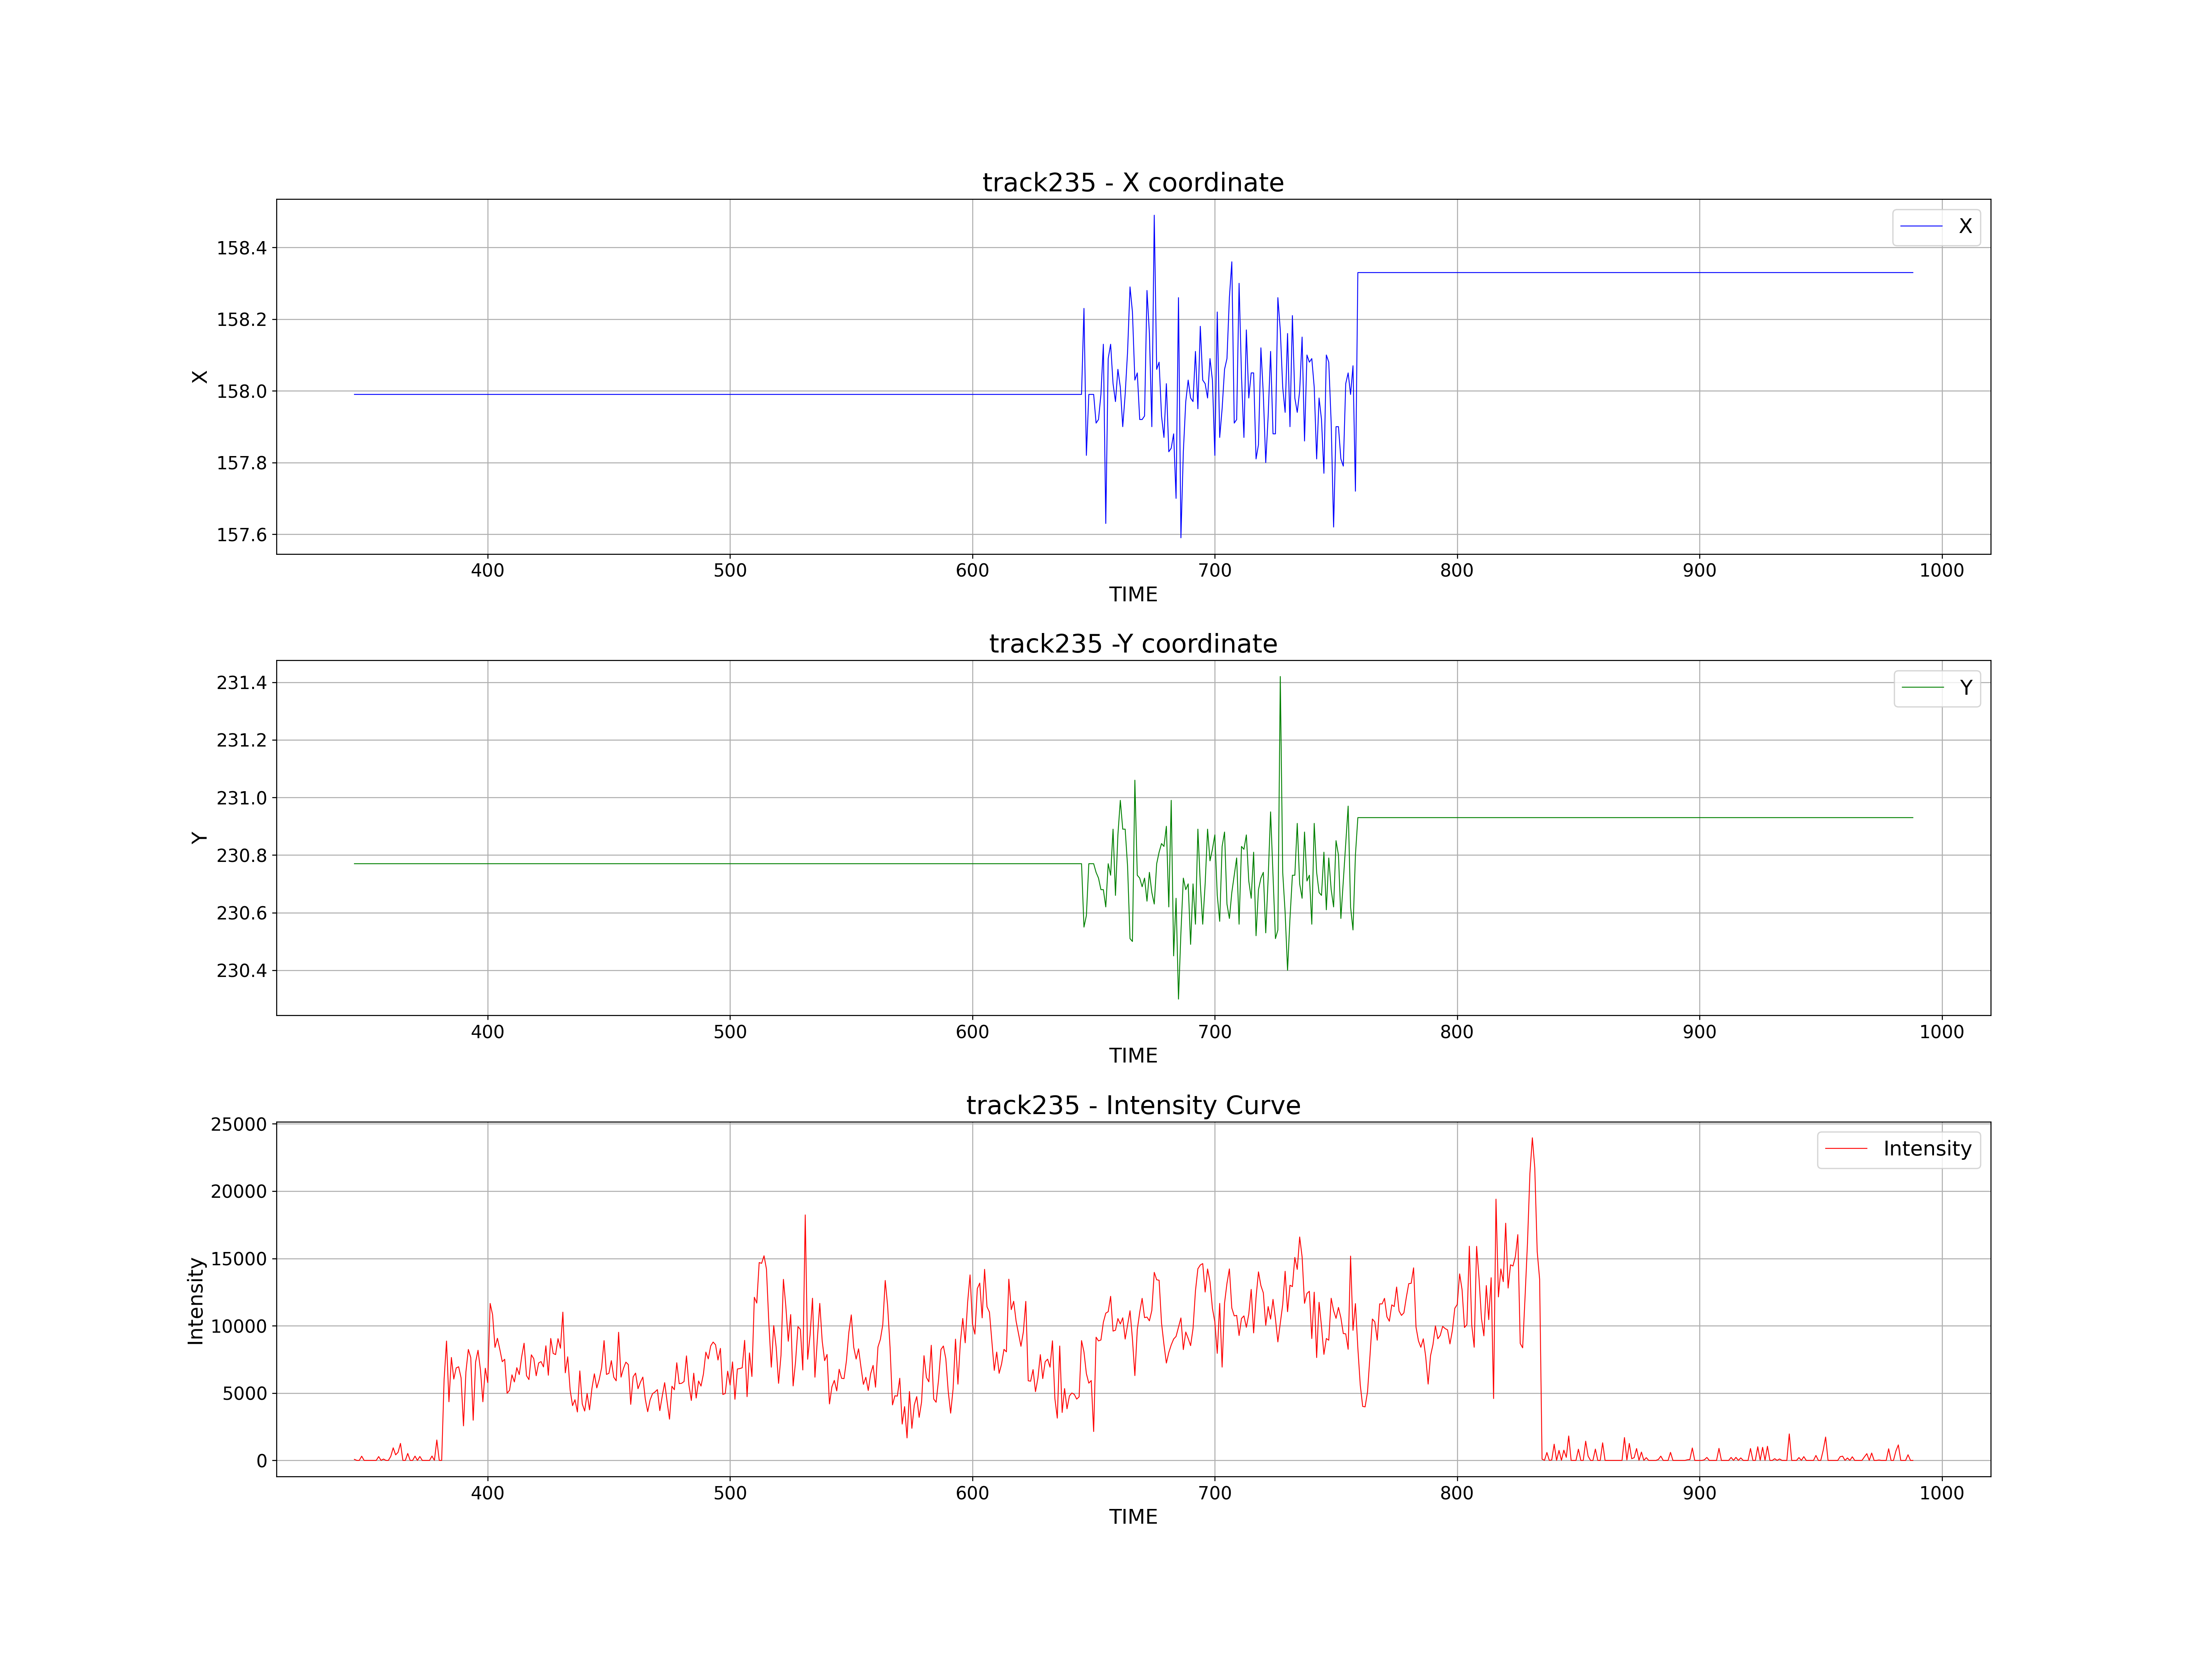 track235 - X coordinate
X
158.4
158.2
158.0
157.8
157.6
X
400 500 600 700 800 900 1000
TIME
track235 -Y coordinate
Y
231.4
231.2
231.0
230.8
230.6
230.4
Y
400 500 600 700 800 900 1000
TIME
track235 - Intensity Curve
Intensity
25000
20000
15000
10000
5000
0
Intensity
400 500 600 700 800 900 1000
TIME